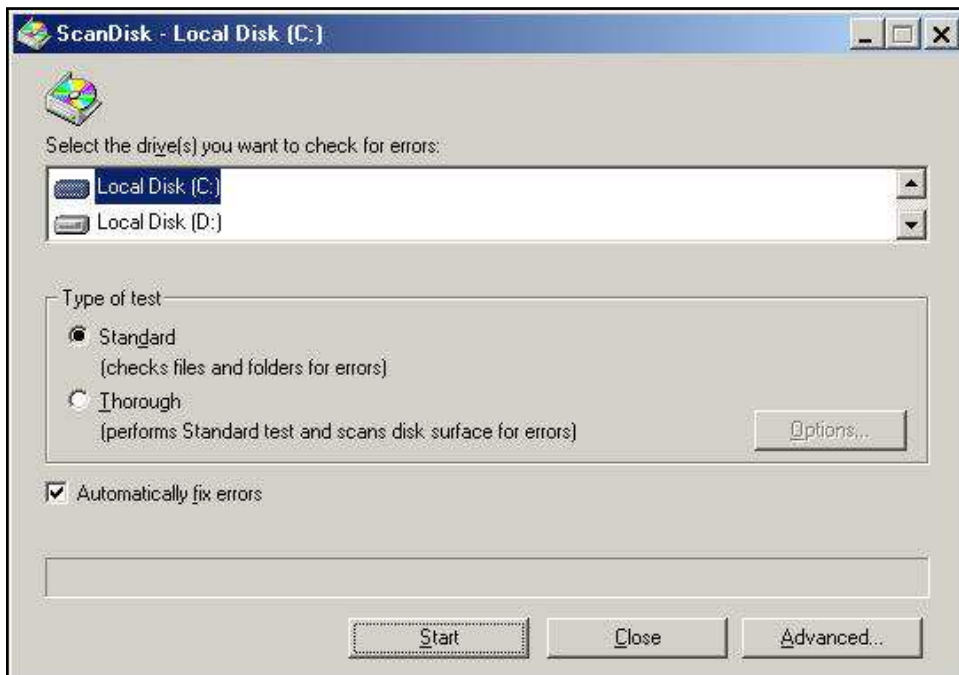 ScanDisk - Local Disk (C:)
Select the drive(s) you want to check for errors:
Local Disk (C:)
Local Disk (D:)
Type of test
Standard
(checks files and folders for errors)
Thorough
(performs Standard test and scans disk surface for errors)
Options...
Automatically fix errors
Start Close Advanced...